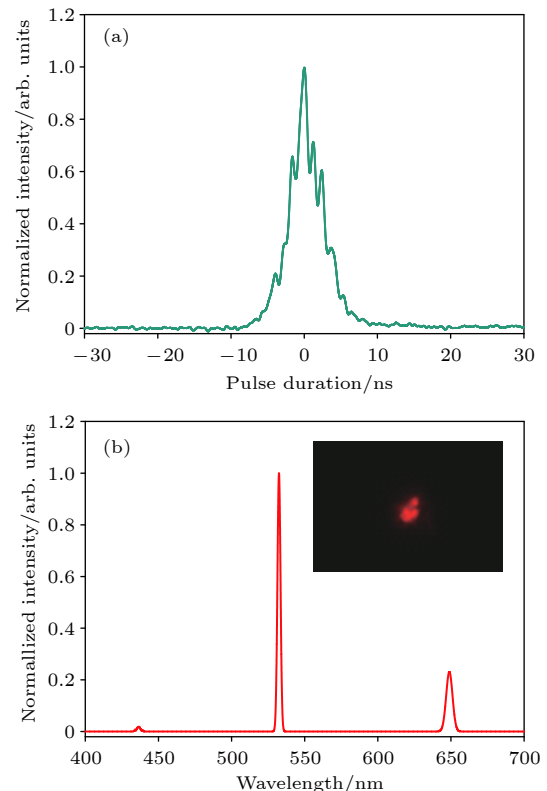 (a)
1.2
1.0
0.8
0.6
0.4
0.2
0
Normalized intensity/arb. units
−30 −20 −10 0 10 20 30
Pulse duration/ns
(b)
1.2
1.0
0.8
0.6
0.4
0.2
0
Normallized intensity/arb. units
400 450 500 550 600 650 700
Wavelength/nm